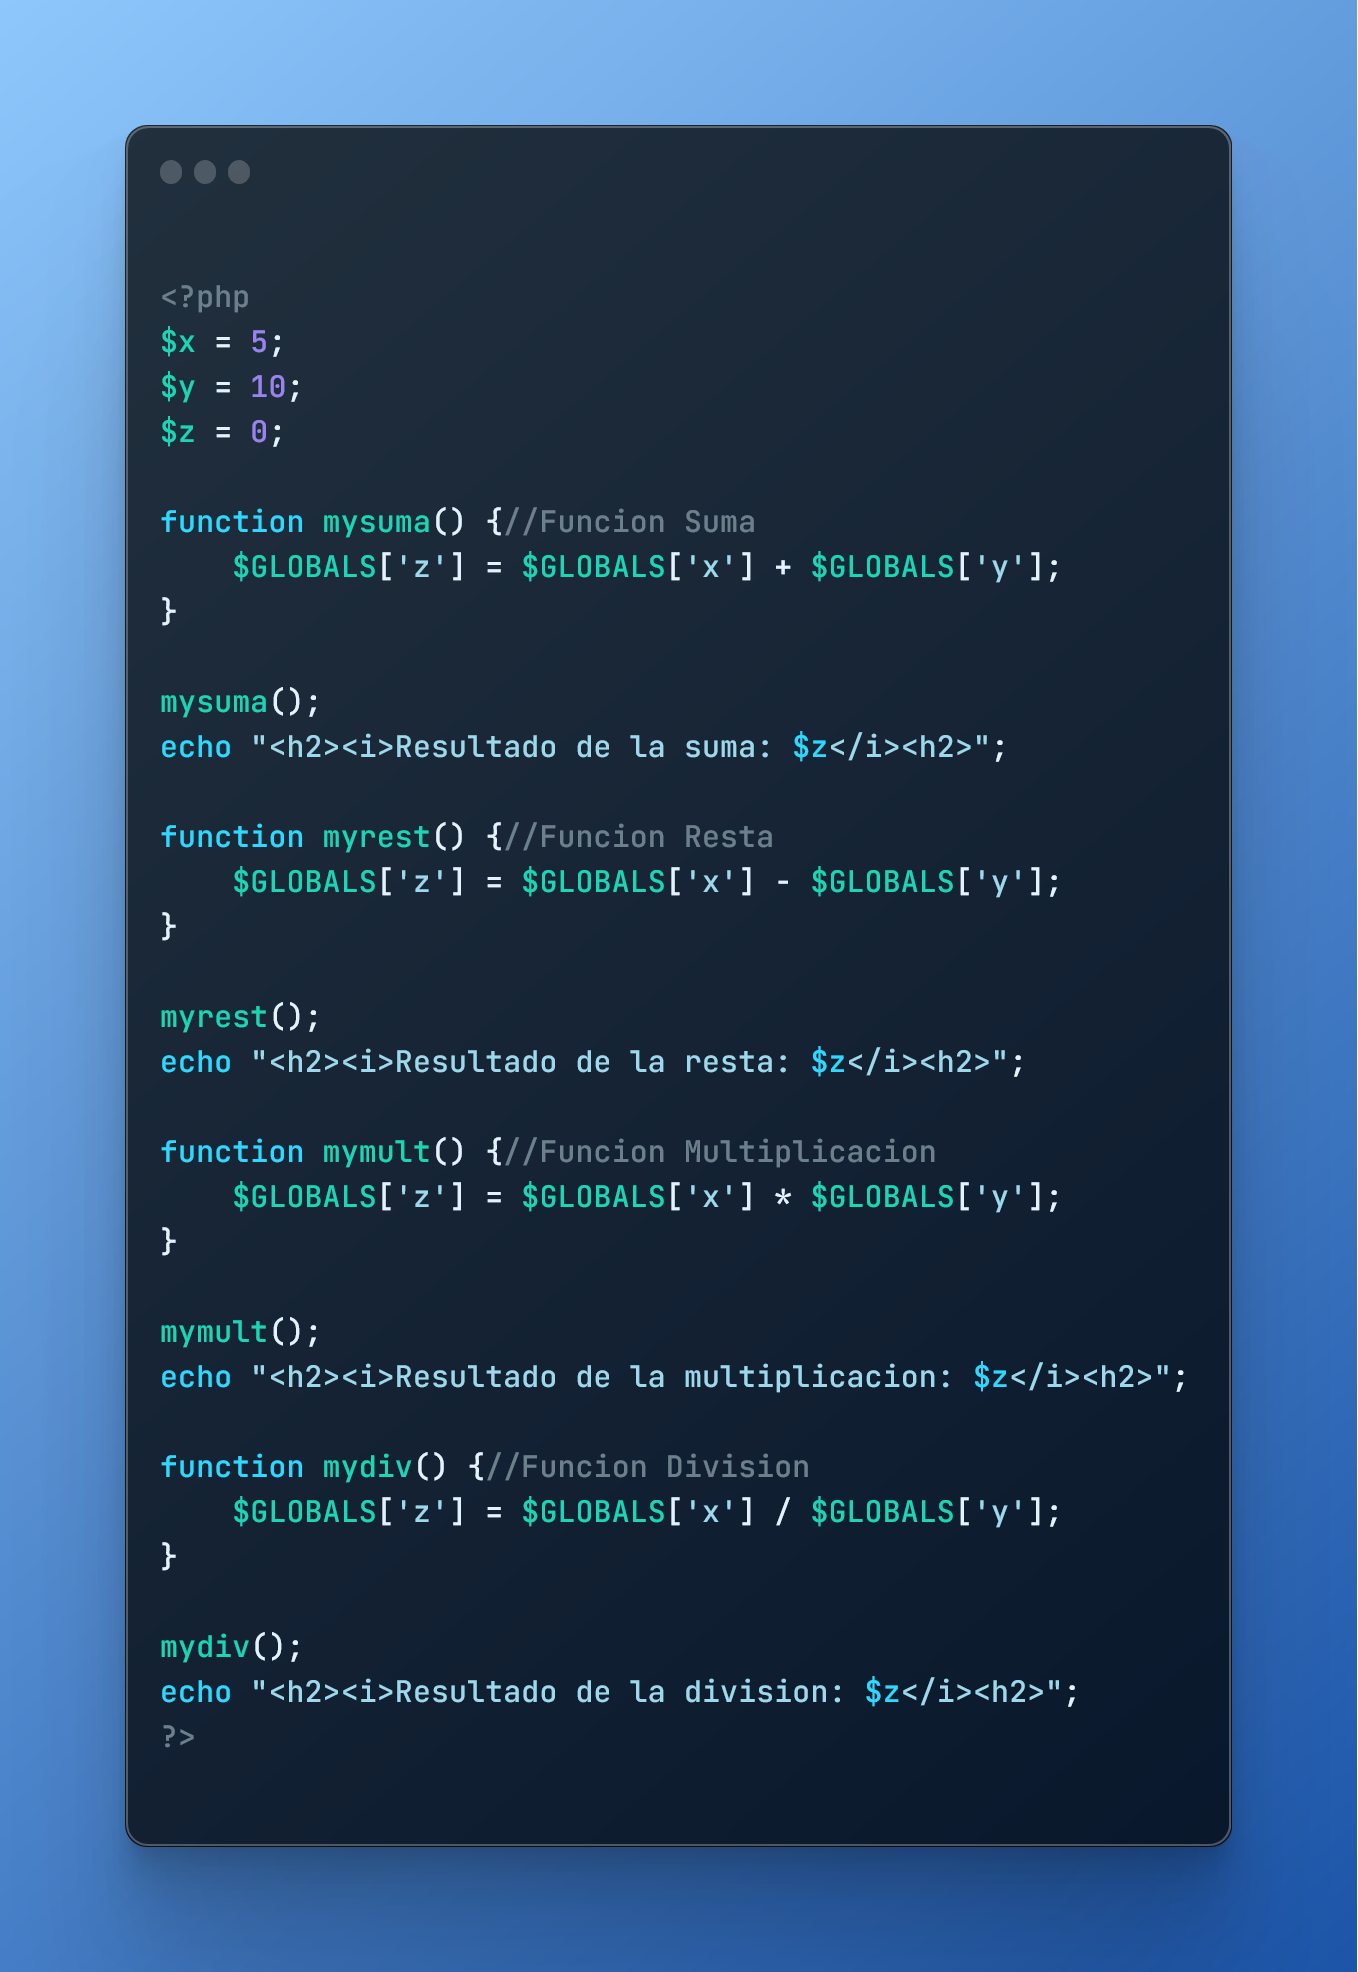 <?php
$x = 5;
$y = 10;
$z = 0;

function mysuma() {//Funcion Suma
    $GLOBALS['z'] = $GLOBALS['x'] + $GLOBALS['y'];
}

mysuma();
echo "<h2><i>Resultado de la suma: $z</i><h2>";

function myrest() {//Funcion Resta
    $GLOBALS['z'] = $GLOBALS['x'] - $GLOBALS['y'];
}

myrest();
echo "<h2><i>Resultado de la resta: $z</i><h2>";

function mymult() {//Funcion Multiplicacion
    $GLOBALS['z'] = $GLOBALS['x'] * $GLOBALS['y'];
}

mymult();
echo "<h2><i>Resultado de la multiplicacion: $z</i><h2>";

function mydiv() {//Funcion Division
    $GLOBALS['z'] = $GLOBALS['x'] / $GLOBALS['y'];
}

mydiv();
echo "<h2><i>Resultado de la division: $z</i><h2>";
?>